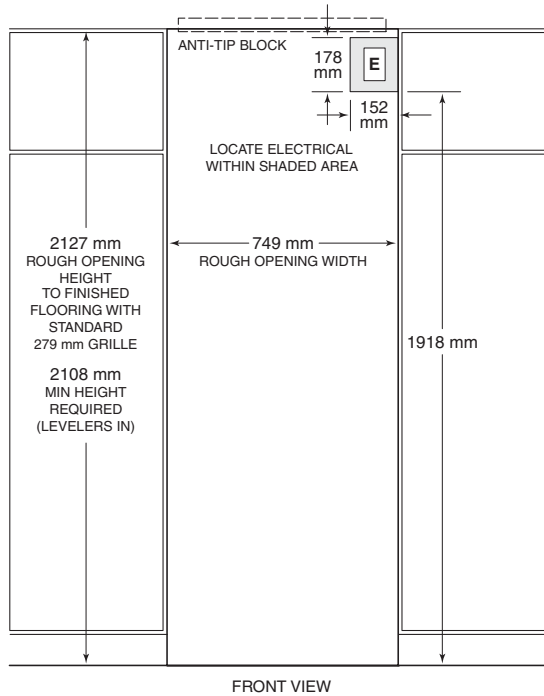 ANTI-TIP BLOCK
178
mm
E
152
mm
LOCATE ELECTRICAL
WITHIN SHADED AREA
2127 mm
ROUGH OPENING
HEIGHT
TO FINISHED
FLOORING WITH
STANDARD
279 mm GRILLE
2108 mm
MIN HEIGHT
REQUIRED
(LEVELERS IN)
749 mm
ROUGH OPENING WIDTH
1918 mm
FRONT VIEW